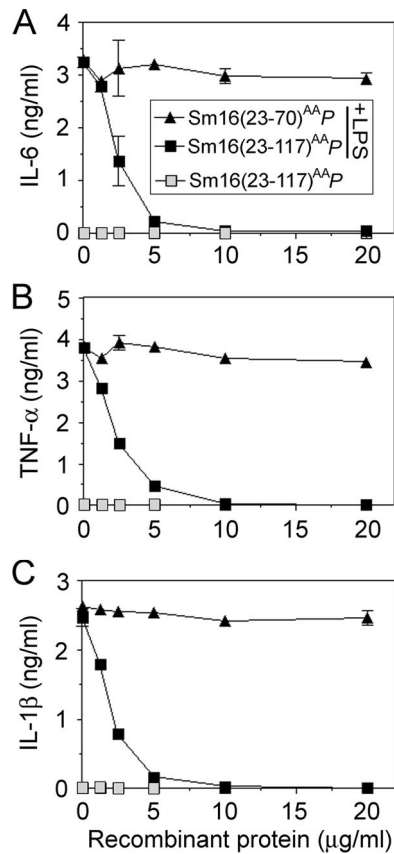 A
IL-6 (ng/ml)
4
3
2
1
0
Sm16(23-70)ᴬᴬP
Sm16(23-117)ᴬᴬP
Sm16(23-117)ᴬᴬP
+LPS
0 5 10 15 20
B
TNF-α (ng/ml)
5
4
3
2
1
0
0 5 10 15 20
C
IL-1β (ng/ml)
3
2
1
0
0 5 10 15 20
Recombinant protein (μg/ml)